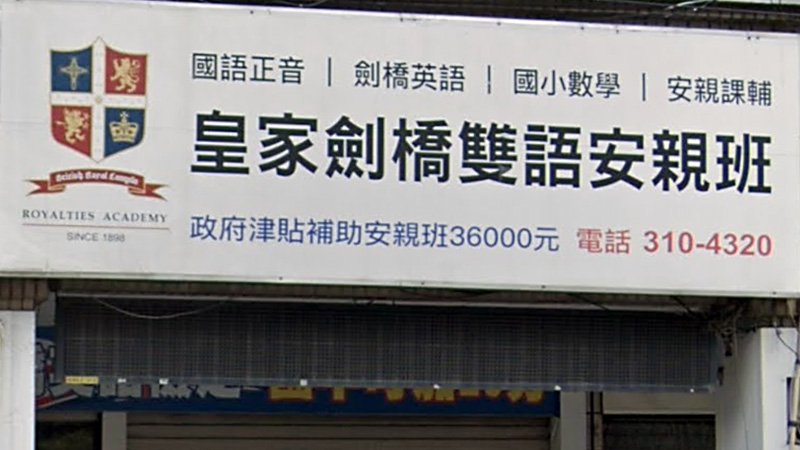 國語正音 | 劍橋英語 | 國小數學 | 安親課輔
皇家劍橋雙語安親班
British Royal Campus
ROYALTIES ACADEMY
SINCE 1898
政府津貼補助安親班36000元 電話 310-4320